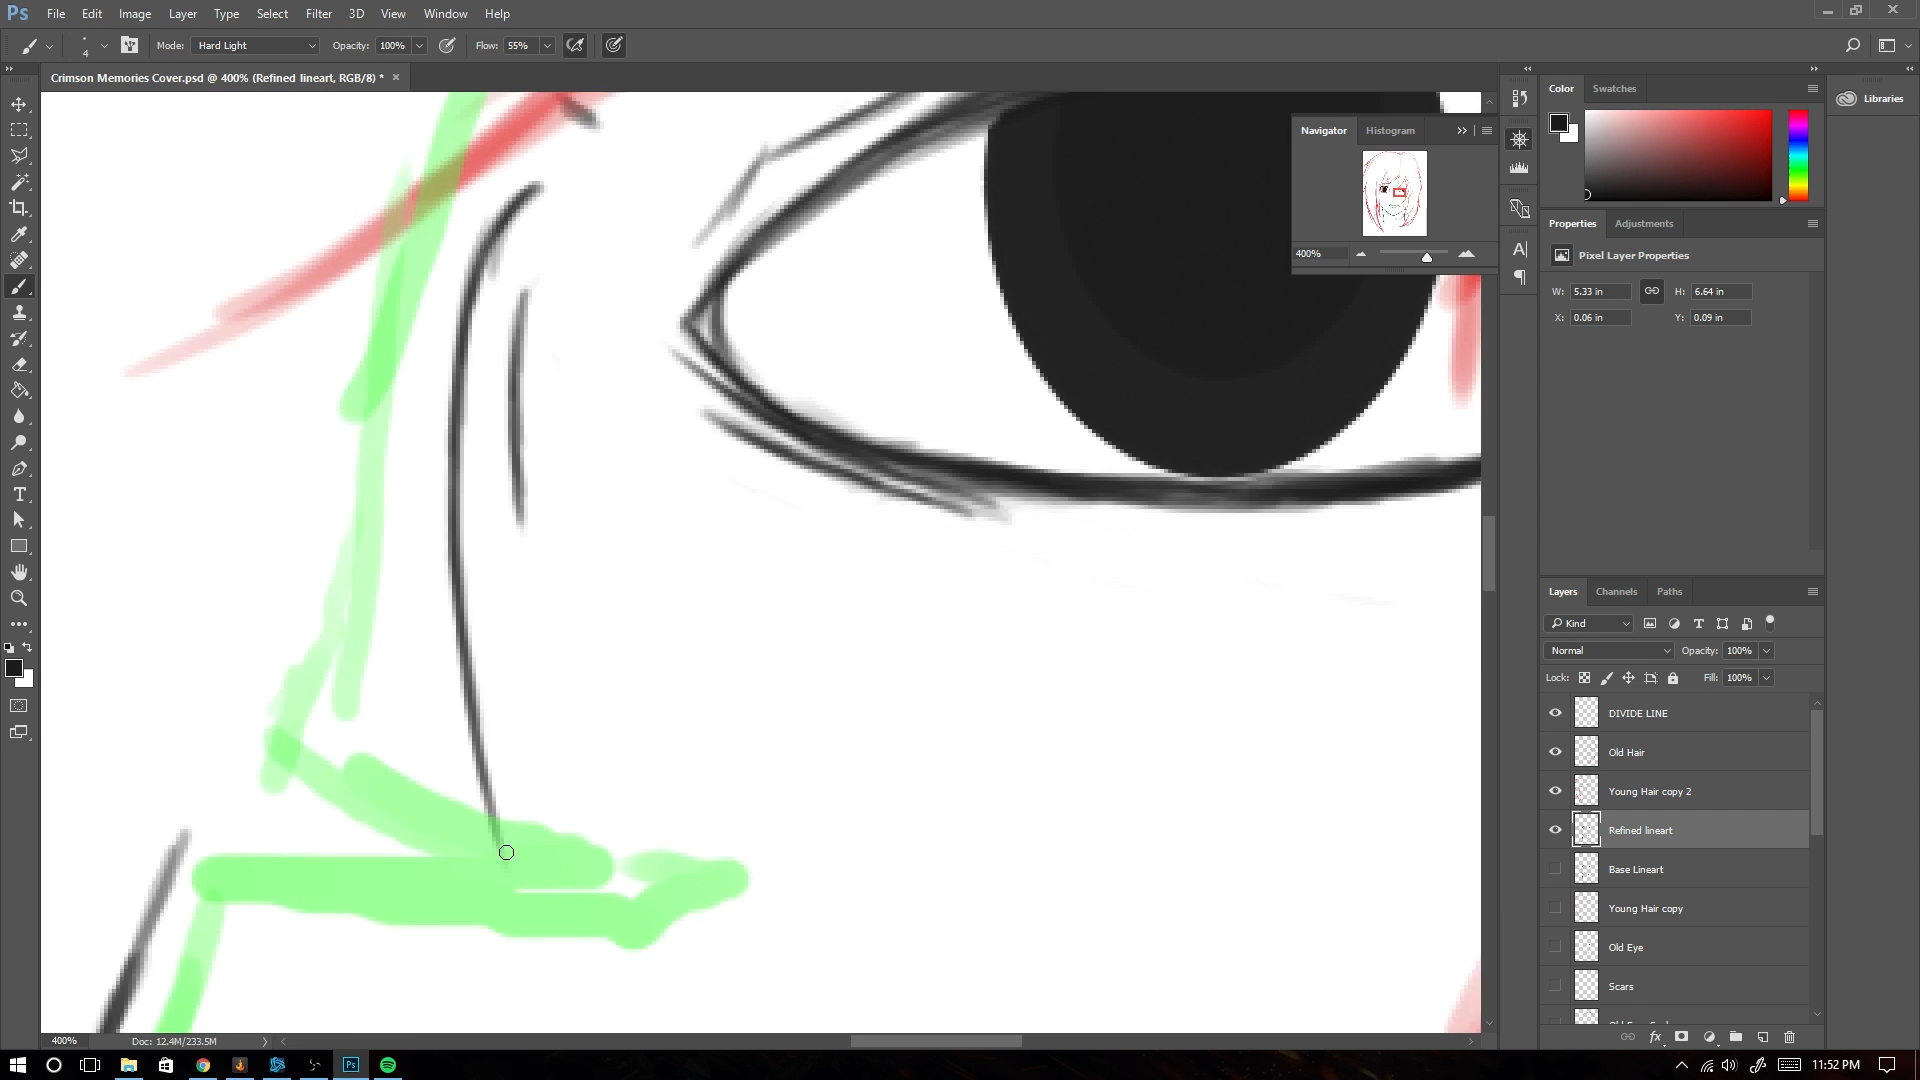 Ps File Edit Image Layer Type Select Filter 3D View Window Help
4 Mode: Hard Light Opacity: 100% Flow: 55%
Crimson Memories Cover.psd @ 400% (Refined lineart, RGB/8) * ×
Navigator Histogram
400%
Color Swatches
Libraries
Properties Adjustments
Pixel Layer Properties
W: 5.33 in H: 6.64 in
X: 0.06 in Y: 0.09 in
Layers Channels Paths
Kind
Normal Opacity: 100%
Lock: Fill: 100%
DIVIDE LINE
Old Hair
Young Hair copy 2
Refined lineart
Base Lineart
Young Hair copy
Old Eye
Scars
400% Doc: 12.4M/233.5M
Ps 11:52 PM